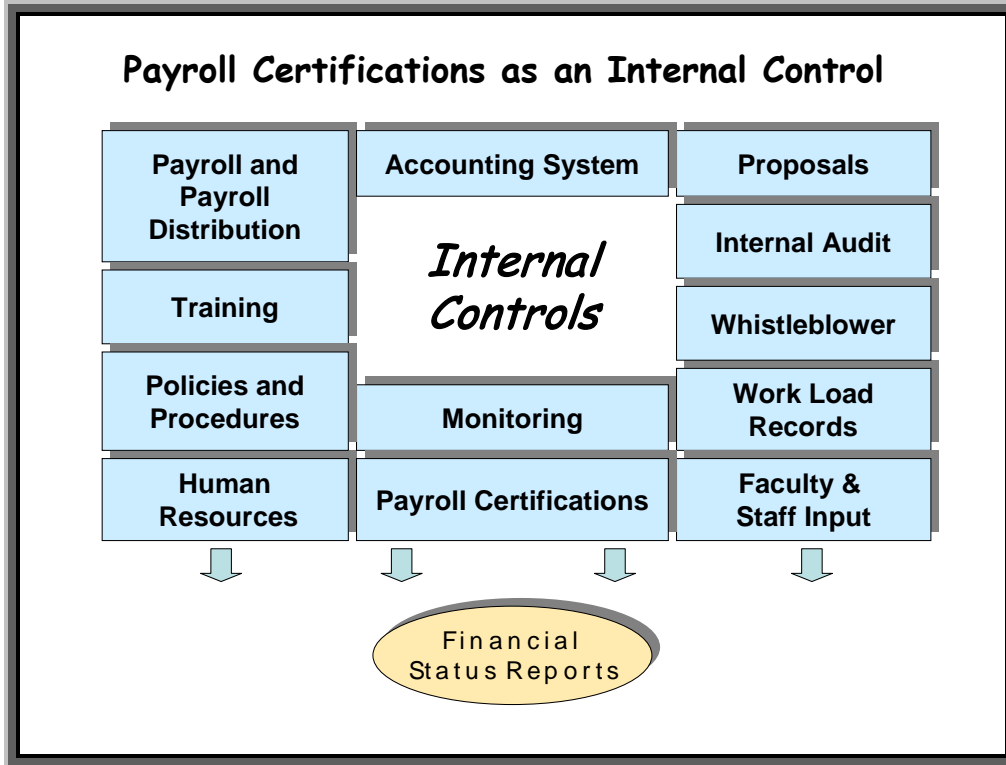 Payroll Certifications as an Internal Control
Payroll and
Payroll
Distribution
Training
Policies and
Procedures
Human
Resources
Accounting System
Internal
Controls
Monitoring
Payroll Certifications
Proposals
Internal Audit
Whistleblower
Work Load
Records
Faculty &
Staff Input
Financial
Status Reports